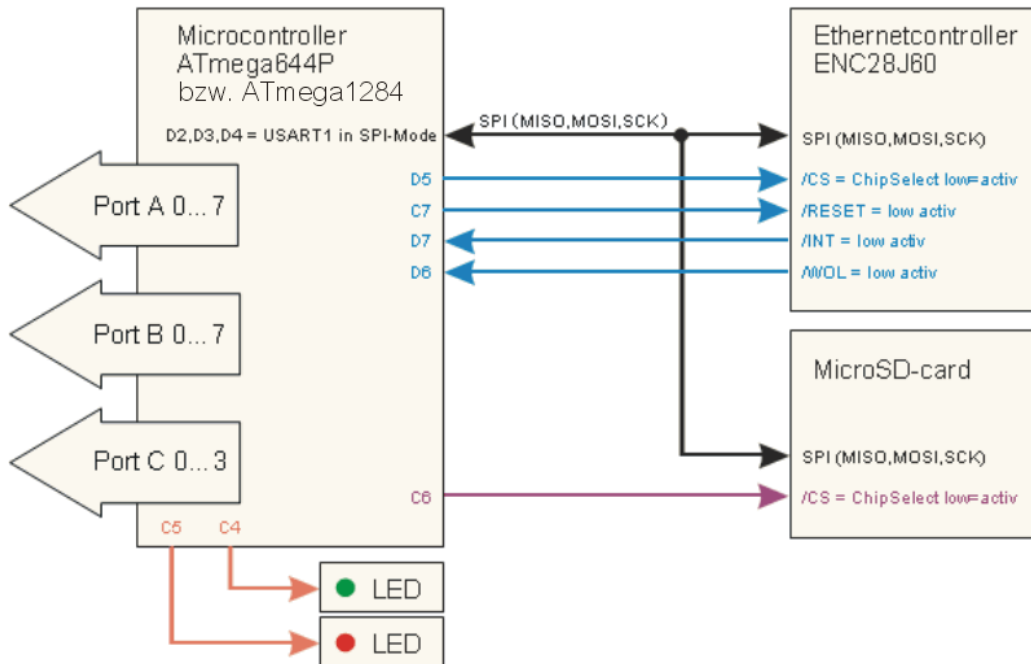 Microcontroller
ATmega644P
bzw. ATmega1284
D2,D3,D4 = USART1 in SPI-Mode
D5
C7
D7
D6
C6
C5 C4
Port A 0... 7
Port B 0... 7
Port C 0... 3
SPI (MISO,MOSI,SCK)
Ethernetcontroller
ENC28J60
SPI (MISO,MOSI,SCK)
/CS = ChipSelect low=activ
/RESET = low activ
/INT = low activ
/WOL = low activ
MicroSD-card
SPI (MISO,MOSI,SCK)
/CS = ChipSelect low=activ
LED
LED